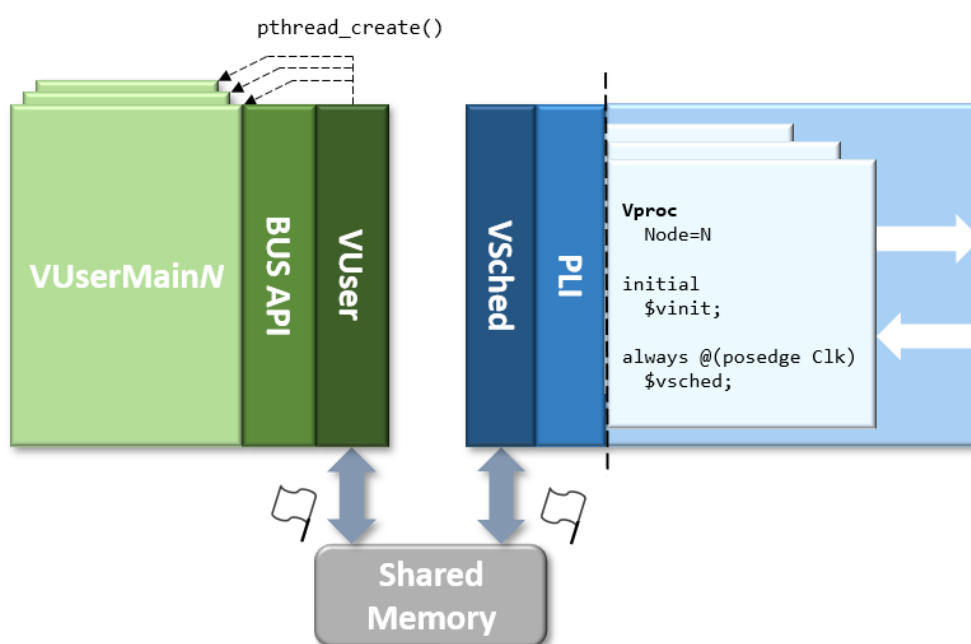 pthread_create()
VUserMainN
BUS API
VUser
VSched
PLI
Vproc
Node=N
initial
$vinit;
always @(posedge Clk)
$vsched;
Shared
Memory